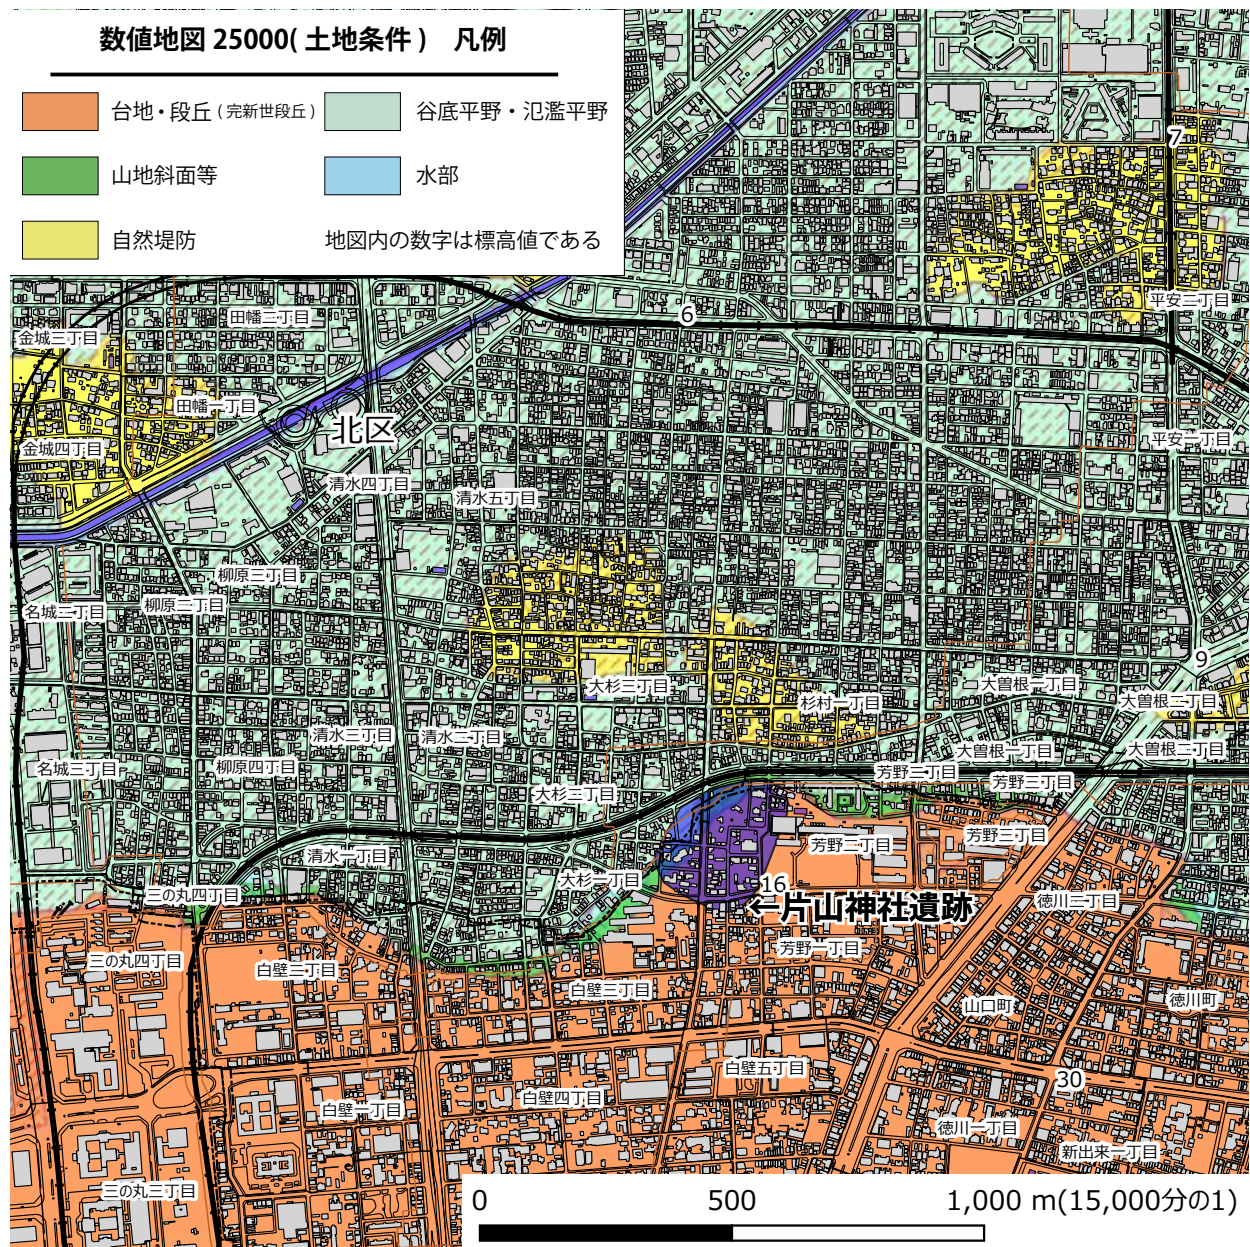 数値地図 25000( 土地条件 )　凡例
台地・段丘 ( 完新世段丘 )
谷底平野・氾濫平野
山地斜面等
水部
自然堤防
地図内の数字は標高値である
7
平安二丁目
6
田幡二丁目
金城三丁目
田幡一丁目
北区
金城四丁目
平安一丁目
清水四丁目
清水五丁目
柳原三丁目
柳原二丁目
名城二丁目
9
大杉三丁目
大曽根一丁目
杉村一丁目
大曽根二丁目
清水三丁目
清水二丁目
大曽根一丁目
大曽根三丁目
名城三丁目
柳原四丁目
芳野三丁目
芳野三丁目
大杉二丁目
芳野三丁目
芳野二丁目
清水一丁目
大杉一丁目
16
三の丸四丁目
←片山神社遺跡
徳川二丁目
芳野一丁目
三の丸四丁目
白壁二丁目
白壁三丁目
山口町
徳川町
白壁五丁目
30
白壁四丁目
白壁一丁目
徳川一丁目
新出来一丁目
三の丸三丁目
0 500 1,000 m(15,000分の1)